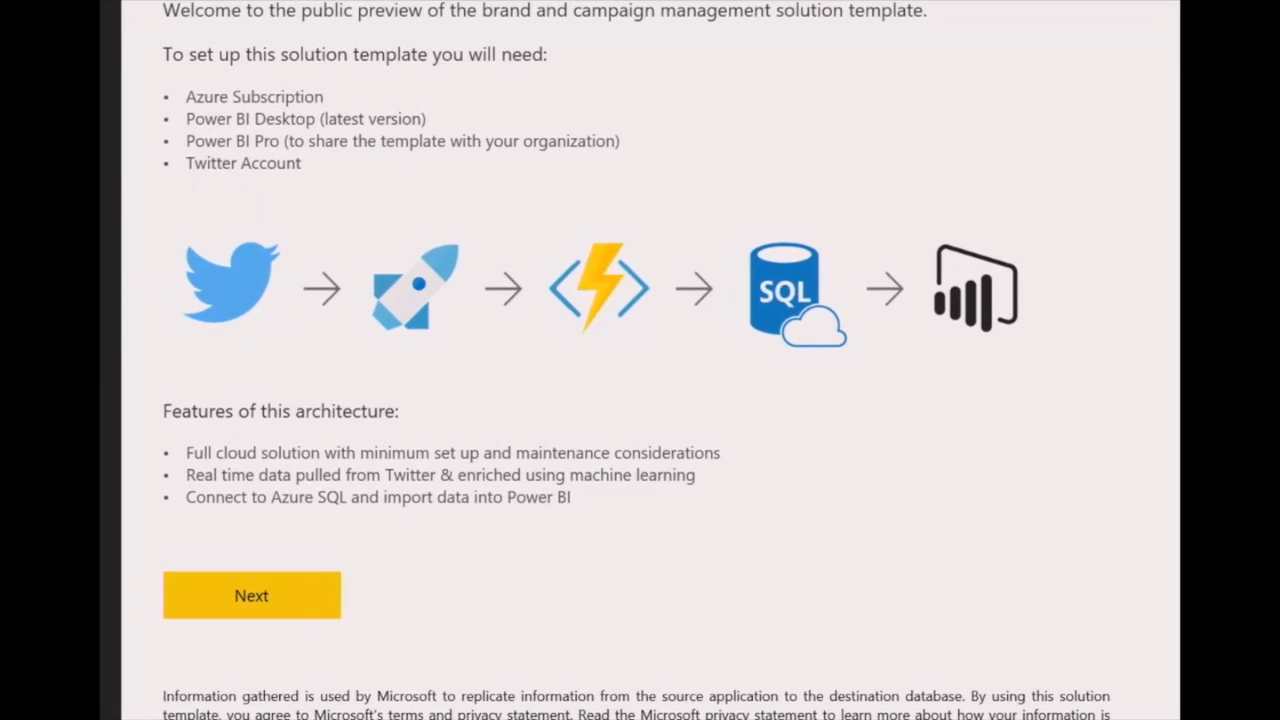 Welcome to the public preview of the brand and campaign management solution template.
To set up this solution template you will need:
• Azure Subscription
• Power BI Desktop (latest version)
• Power BI Pro (to share the template with your organization)
• Twitter Account
SQL
Features of this architecture:
• Full cloud solution with minimum set up and maintenance considerations
• Real time data pulled from Twitter & enriched using machine learning
• Connect to Azure SQL and import data into Power BI
Next
Information gathered is used by Microsoft to replicate information from the source application to the destination database. By using this solution
template, you agree to Microsoft's terms and privacy statement. Read the Microsoft privacy statement to learn more about how your information is